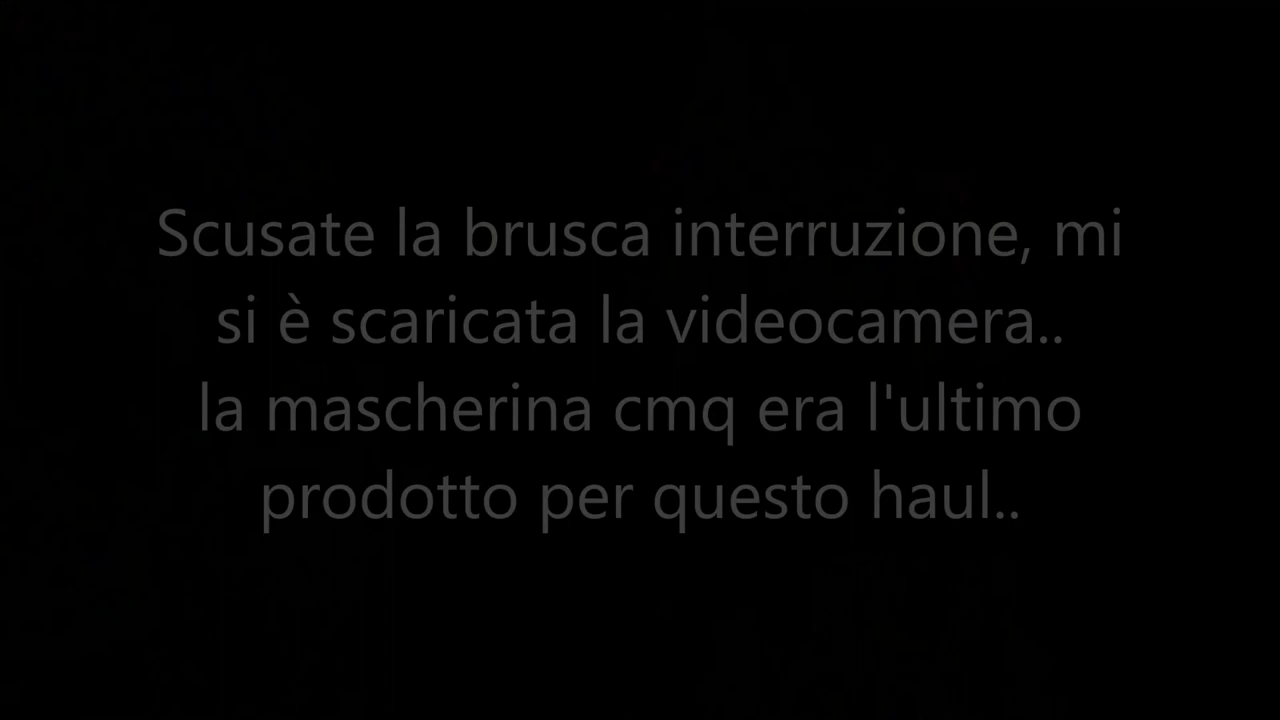 Scusate la brusca interruzione, mi
si è scaricata la videocamera..
la mascherina cmq era l'ultimo
prodotto per questo haul..